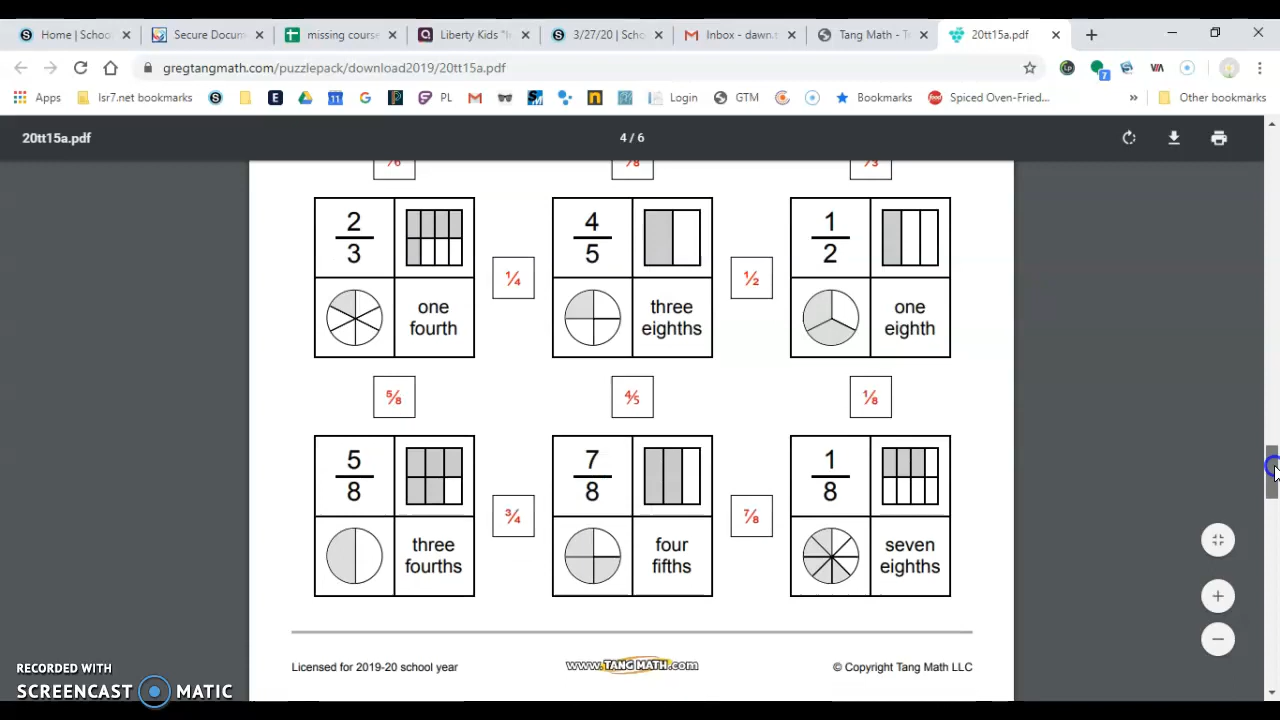 Home | Schoo
Secure Docum
missing course
Liberty Kids "I
3/27/20 | Scho
Inbox - dawn.t
Tang Math - T
20tt15a.pdf
gregtangmath.com/puzzlepack/download2019/20tt15a.pdf
Lp
7
VIA
Apps
lsr7.net bookmarks
PL
Login
GTM
Bookmarks
Spiced Oven-Fried...
»
Other bookmarks
20tt15a.pdf
4 / 6
2/3
4/5
1/2
1/4
1/2
one
fourth
three
eighths
one
eighth
5/8
4/5
1/8
5/8
7/8
1/8
3/4
7/8
three
fourths
four
fifths
seven
eighths
Licensed for 2019-20 school year
www.TANGMATH.com
© Copyright Tang Math LLC
RECORDED WITH
SCREENCAST MATIC